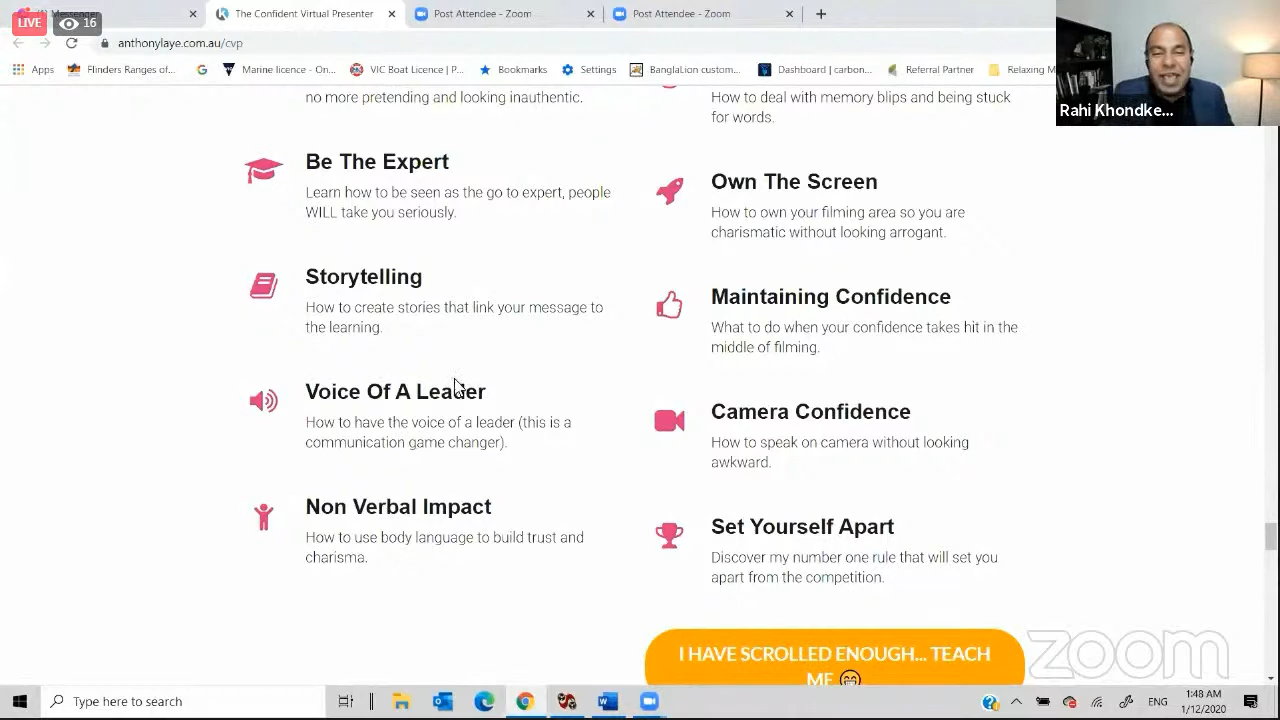 LIVE 16
Messenger
The Confident Virtual Presenter
Post Attendee - Zoom
Post Attendee - Zoom
anthonylaye.com.au/cvp
Apps
Flinders Ranges of...
Marine licence - On...
Vibrant Licent | P...
Bookmarks
Settings
BanglaLion custom...
Dashboard | carbon...
Referral Partner
Relaxing M
Rahi Khondke...
no more pretending and looking inauthentic.
Be The Expert
Learn how to be seen as the go to expert, people
WILL take you seriously.
Storytelling
How to create stories that link your message to
the learning.
Voice Of A Leader
How to have the voice of a leader (this is a
communication game changer).
Non Verbal Impact
How to use body language to build trust and
charisma.
How to deal with memory blips and being stuck
for words.
Own The Screen
How to own your filming area so you are
charismatic without looking arrogant.
Maintaining Confidence
What to do when your confidence takes hit in the
middle of filming.
Camera Confidence
How to speak on camera without looking
awkward.
Set Yourself Apart
Discover my number one rule that will set you
apart from the competition.
I HAVE SCROLLED ENOUGH... TEACH
ME 😁
zoom
Type here to search
ENG
1:48 AM
1/12/2020